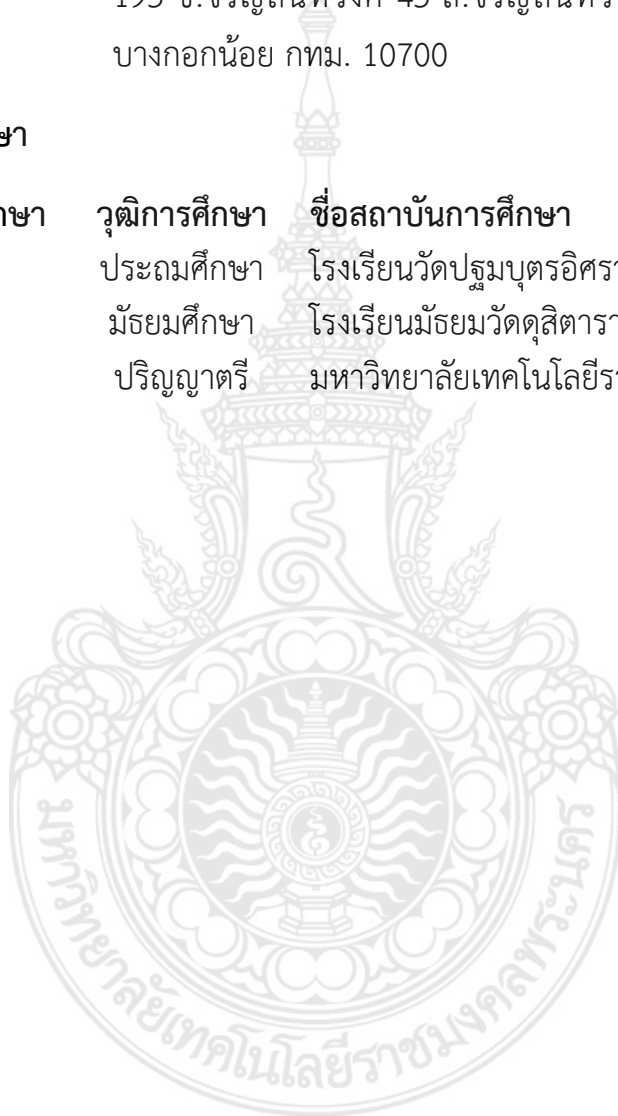 บางกอกน้อย กทม. 10700
วุฒิการศึกษา ชื่อสถาบันการศึกษา
ประถมศึกษา โรงเรียนวัดปฐมบุตรอิศรา
มัธยมศึกษา โรงเรียนมัธยมวัดดุสิตารา
ปริญญาตรี มหาวิทยาลัยเทคโนโลยีรา
มหาวิทยาลัยเทคโนโลยีราชมงคลพระนคร